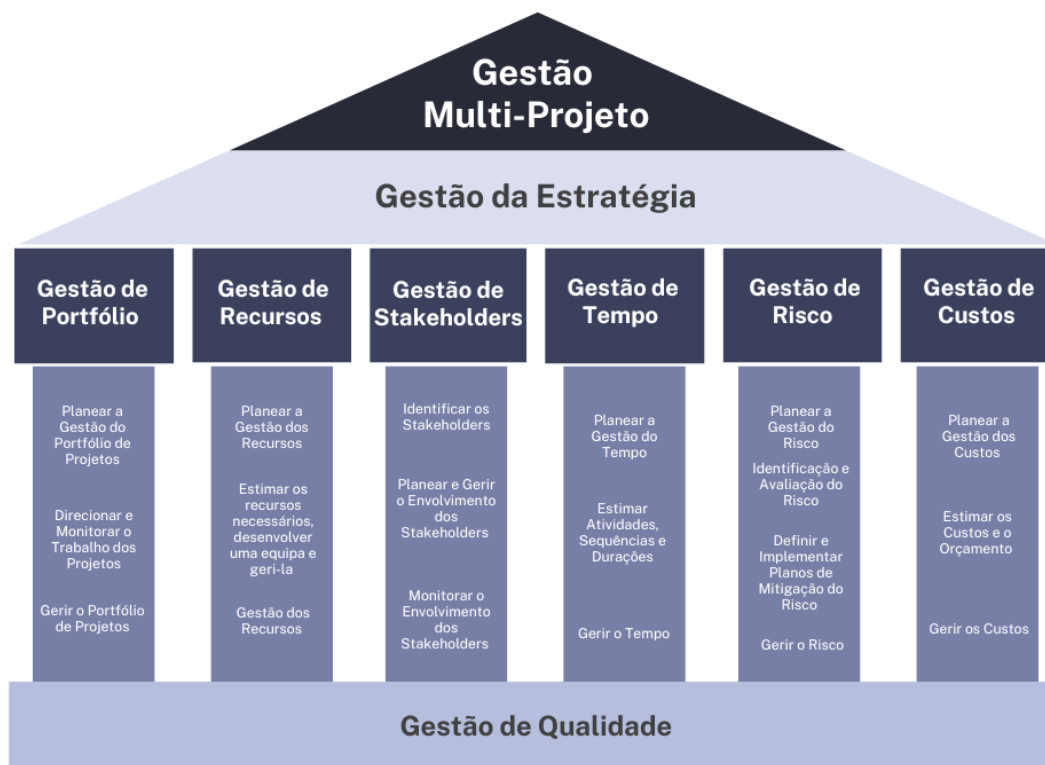 Gestão
Multi-Projeto
Gestão da Estratégia
Gestão de
Portfólio
Gestão de
Recursos
Gestão de
Stakeholders
Gestão de
Tempo
Gestão de
Risco
Gestão de
Custos
Planear a
Gestão do
Portfólio de
Projetos
Direcionar e
Monitorar o
Trabalho dos
Projetos
Gerir o Portfólio
de Projetos
Planear a
Gestão dos
Recursos
Estimar os
recursos
necessários,
desenvolver
uma equipa e
geri-la
Gestão dos
Recursos
Identificar os
Stakeholders
Planear e Gerir
o Envolvimento
dos
Stakeholders
Monitorar o
Envolvimento
dos
Stakeholders
Planear a
Gestão do
Tempo
Estimar
Atividades,
Sequências e
Durações
Gerir o Tempo
Planear a
Gestão do
Risco
Identificação e
Avaliação do
Risco
Definir e
Implementar
Planos de
Mitigação do
Risco
Gerir o Risco
Planear a
Gestão dos
Custos
Estimar os
Custos e o
Orçamento
Gerir os Custos
Gestão de Qualidade